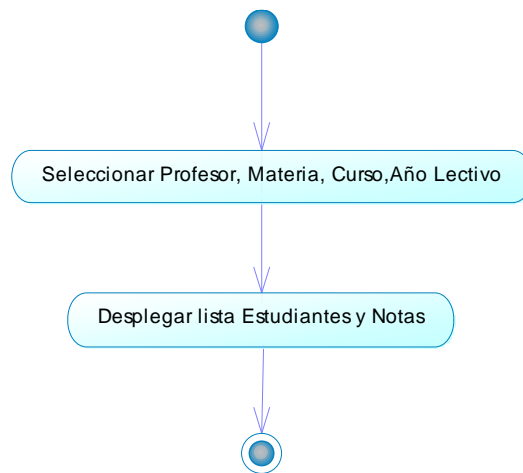 Seleccionar Profesor, Materia, Curso,Año Lectivo
Desplegar lista Estudiantes y Notas